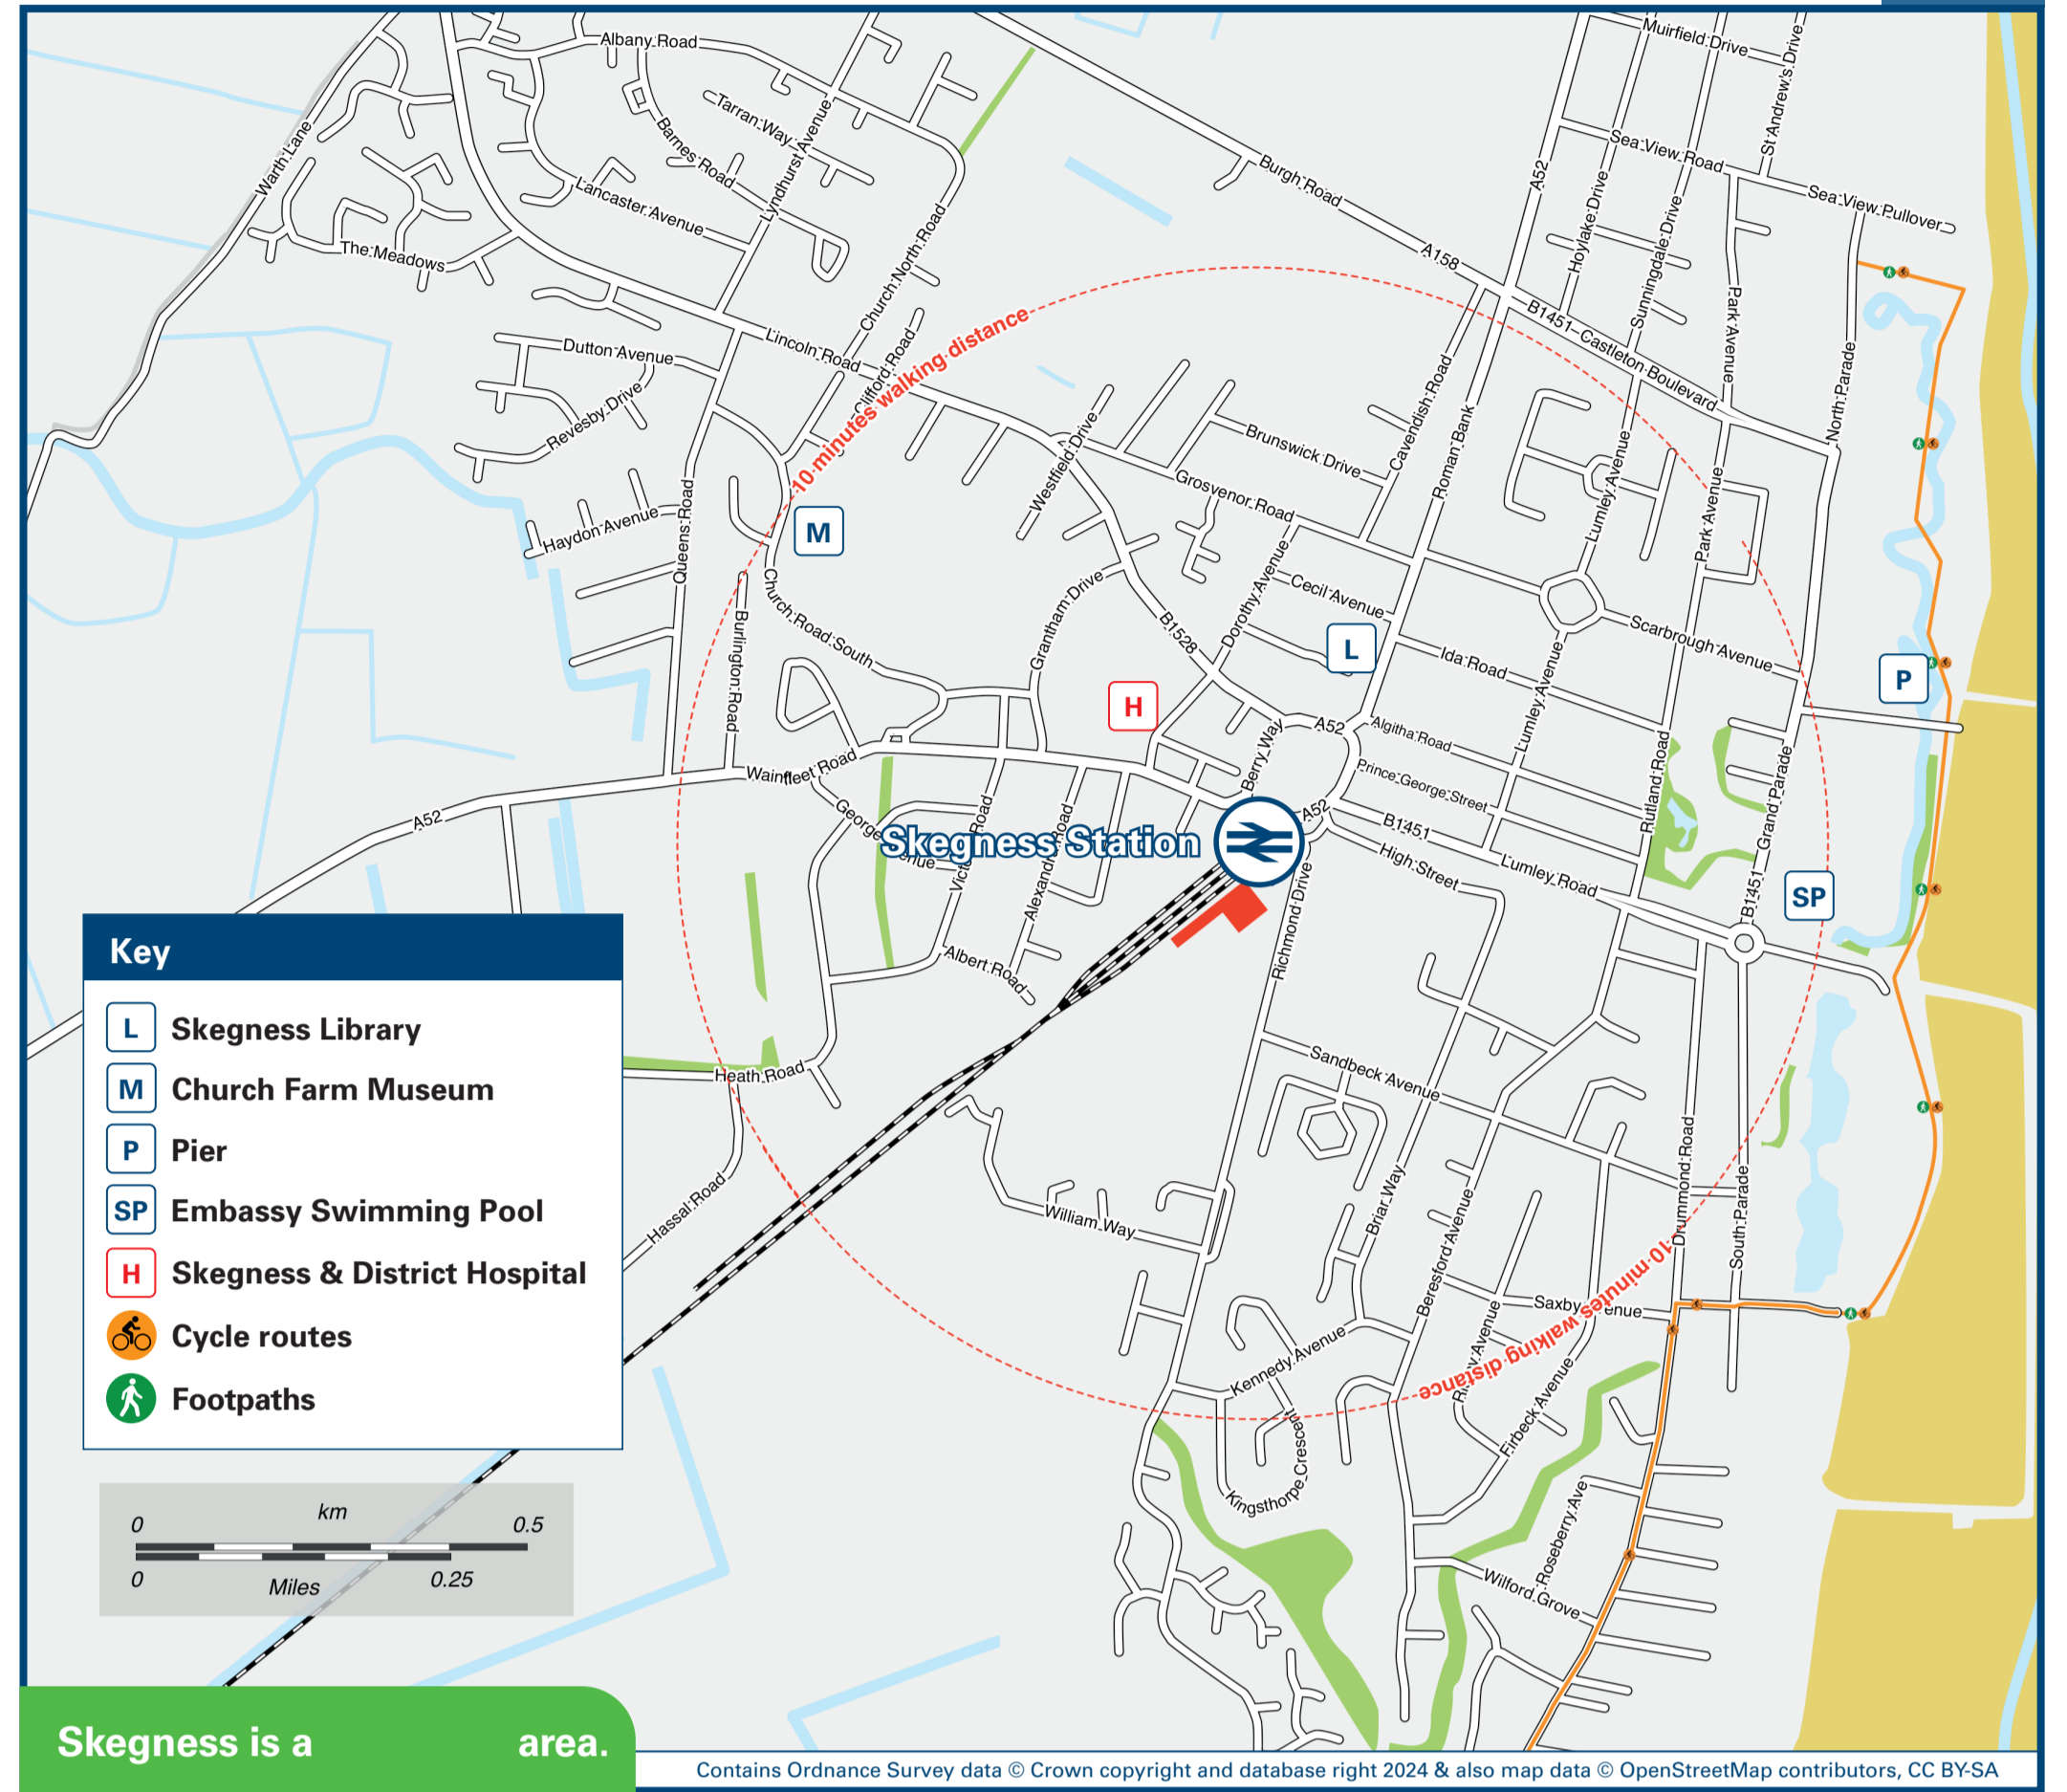 Muirfield Drive
Albany Road
St Andrew's Drive
Tarran Way
Warth Lane
Barnes Road
Lyndhurst Avenue
Sea View Road
Burgh Road
A52
Lancaster Avenue
Sea View Pullover
Hoylake Drive
Sunningdale Drive
The Meadows
Church North Road
A158
Park Avenue
B1451
Castleton Boulevard
10 minutes walking distance
Lincoln Road
Dutton Avenue
Clifford Road
North Parade
Revesby Drive
Cavendish Road
Westfield Drive
Brunswick Drive
Roman Bank
Lumley Avenue
Grosvenor Road
Park Avenue
Queens Road
M
Haydon Avenue
Church Road South
Grantham Drive
Dorothy Avenue
Cecil Avenue
B1528
Burlington Road
L
Scarbrough Avenue
Ida Road
P
H
Lumley Avenue
Berry Way
A52
Algitha Road
Wainfleet Road
Prince George Street
Rutland Road
Grand Parade
A52
George
enue
Victo
Road
Alexand
Road
Skegness Station
A52
B1451
High Street
Lumley Road
SP
B1451
Richmond Drive
Albert Road
Heath Road
Sandbeck Avenue
Drummond Road
South Parade
Hassal Road
William Way
Briar Way
Beresford Avenue
Saxby
enue
10 minutes walking distance
Kennedy Avenue
Firbeck Avenue
Kingsthorpe Crescent
Roseberry Ave
Wilford Grove
Key
L Skegness Library
M Church Farm Museum
P Pier
SP Embassy Swimming Pool
H Skegness & District Hospital
Cycle routes
Footpaths
km
0 0.5
0 Miles 0.25
Skegness is a area.
Contains Ordnance Survey data © Crown copyright and database right 2024 & also map data © OpenStreetMap contributors, CC BY-SA